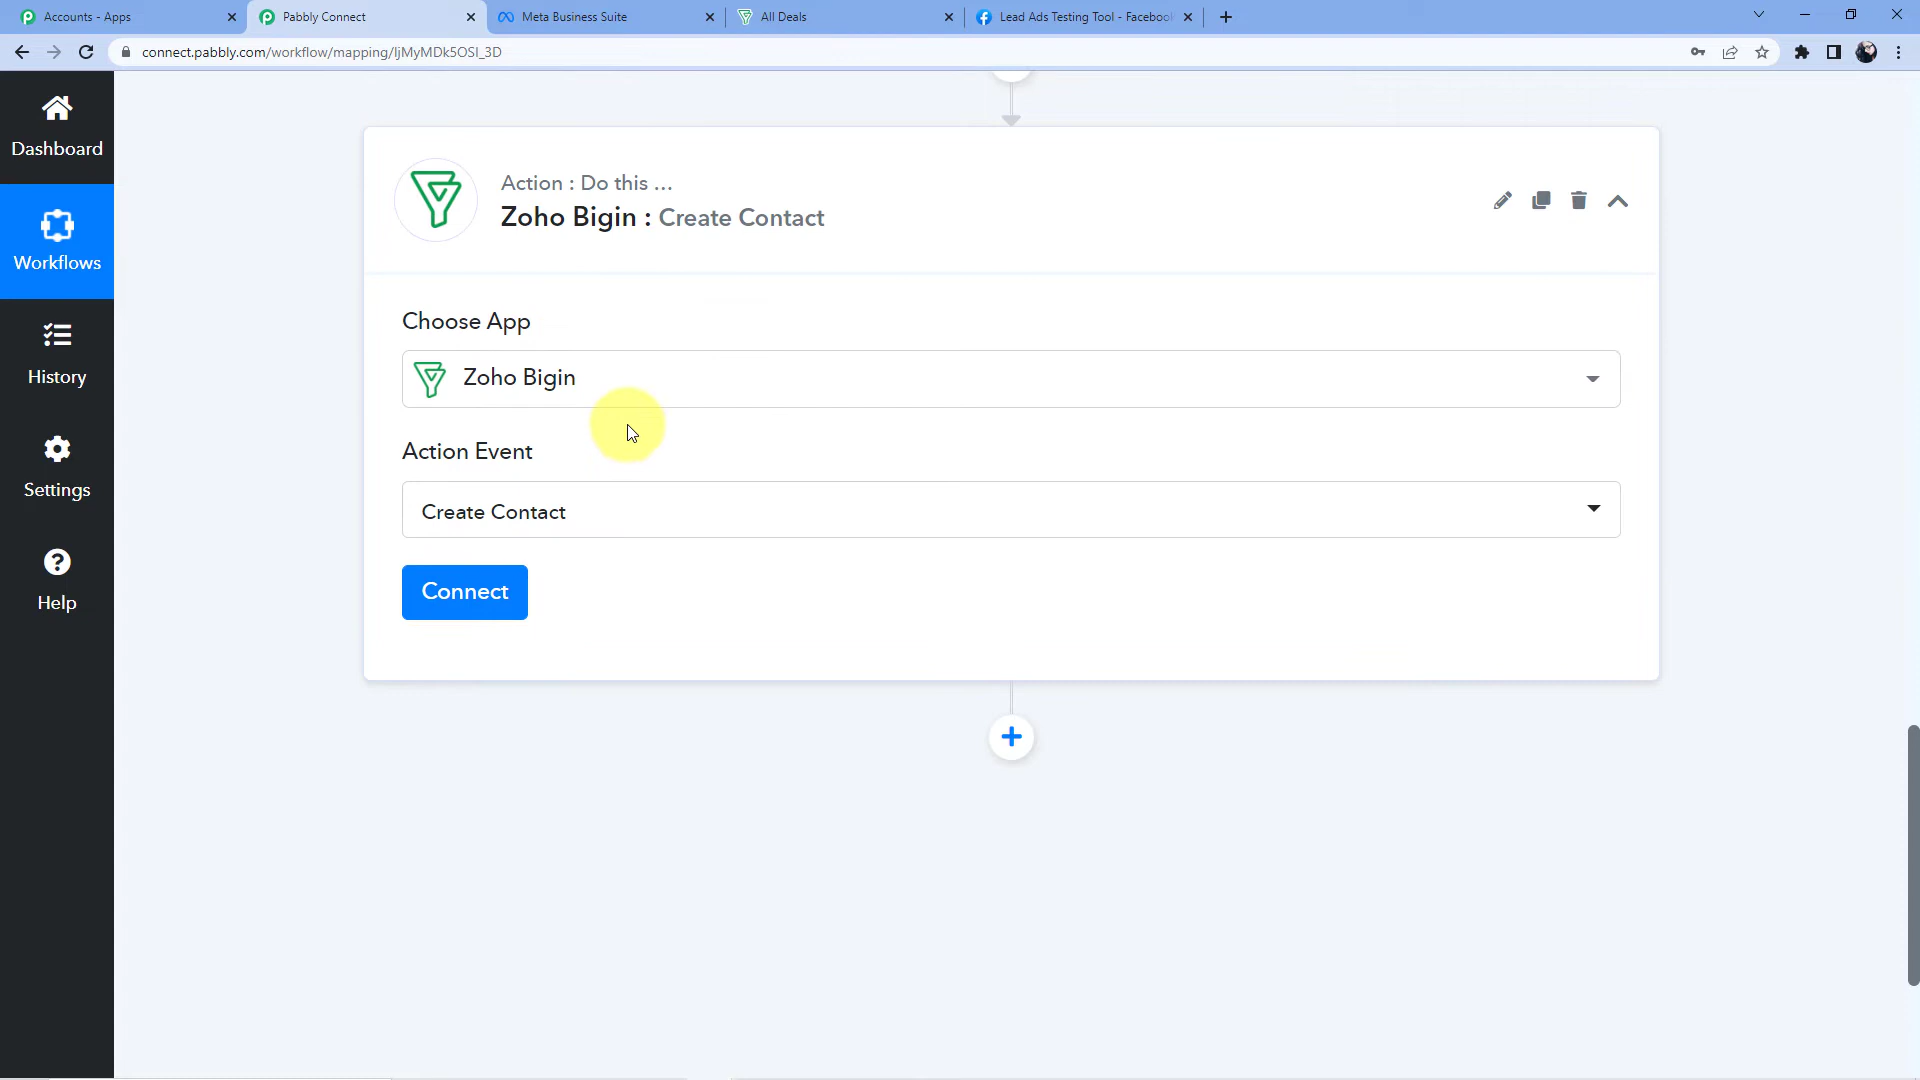 Accounts - Apps
Pabbly Connect
Meta Business Suite
All Deals
Lead Ads Testing Tool - Facebook
connect.pabbly.com/workflow/mapping/IjMyMDk5OSI_3D
Dashboard
Workflows
History
Settings
Help
Action : Do this ...
Zoho Bigin : Create Contact
Choose App
Zoho Bigin
Action Event
Create Contact
Connect